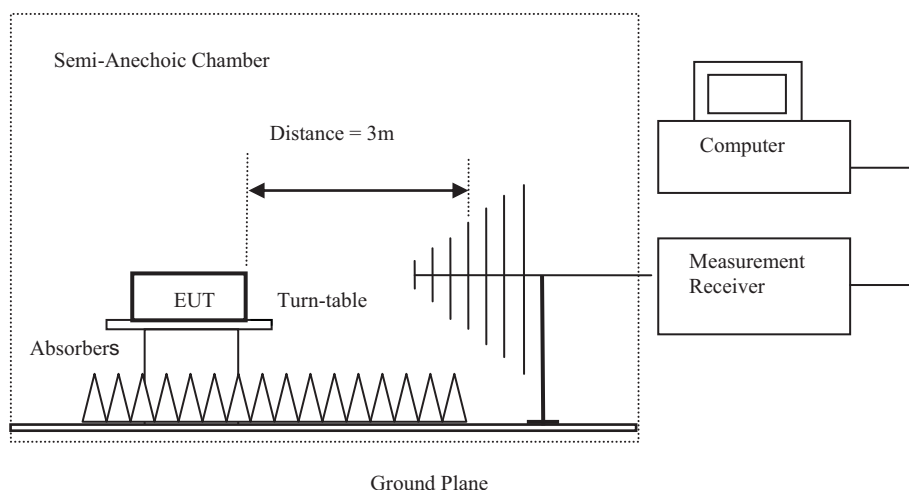 Semi-Anechoic Chamber
Distance = 3m
Computer
Measurement
Receiver
EUT
Turn-table
Absorbers
Ground Plane